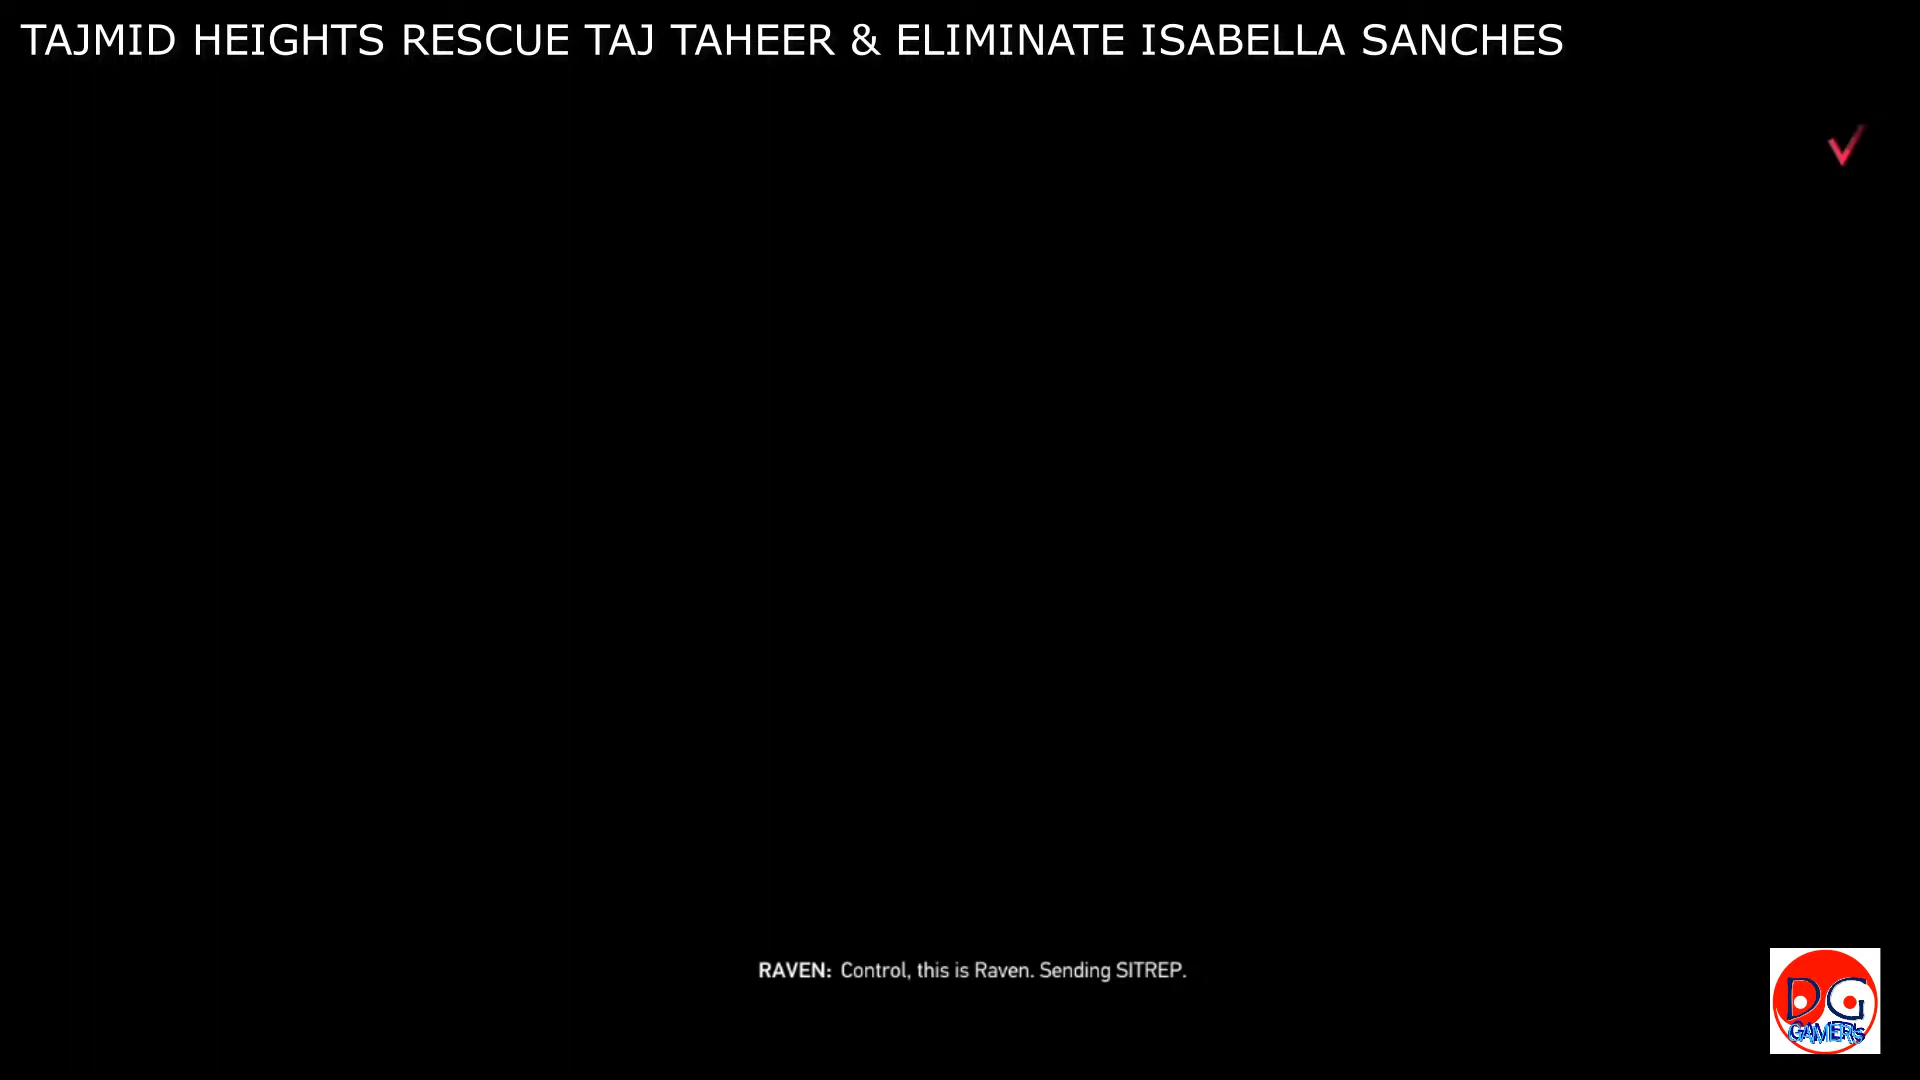 TAJMID HEIGHTS RESCUE TAJ TAHEER & ELIMINATE ISABELLA SANCHES
RAVEN: Control, this is Raven. Sending SITREP.
DG
GAMERs